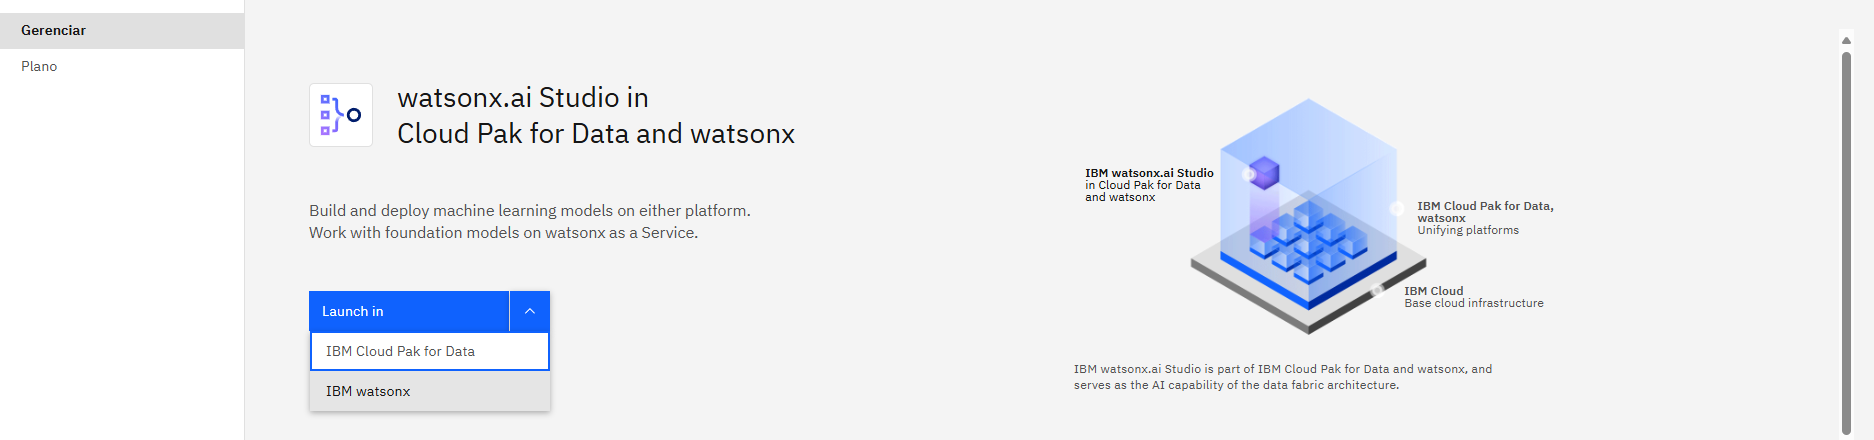 Gerenciar
Plano
watsonx.ai Studio in
Cloud Pak for Data and watsonx
Build and deploy machine learning models on either platform.
Work with foundation models on watsonx as a Service.
Launch in
IBM Cloud Pak for Data
IBM watsonx
IBM watsonx.ai Studio
in Cloud Pak for Data
and watsonx
IBM Cloud Pak for Data,
watsonx
Unifying platforms
IBM Cloud
Base cloud infrastructure
IBM watsonx.ai Studio is part of IBM Cloud Pak for Data and watsonx, and
serves as the AI capability of the data fabric architecture.